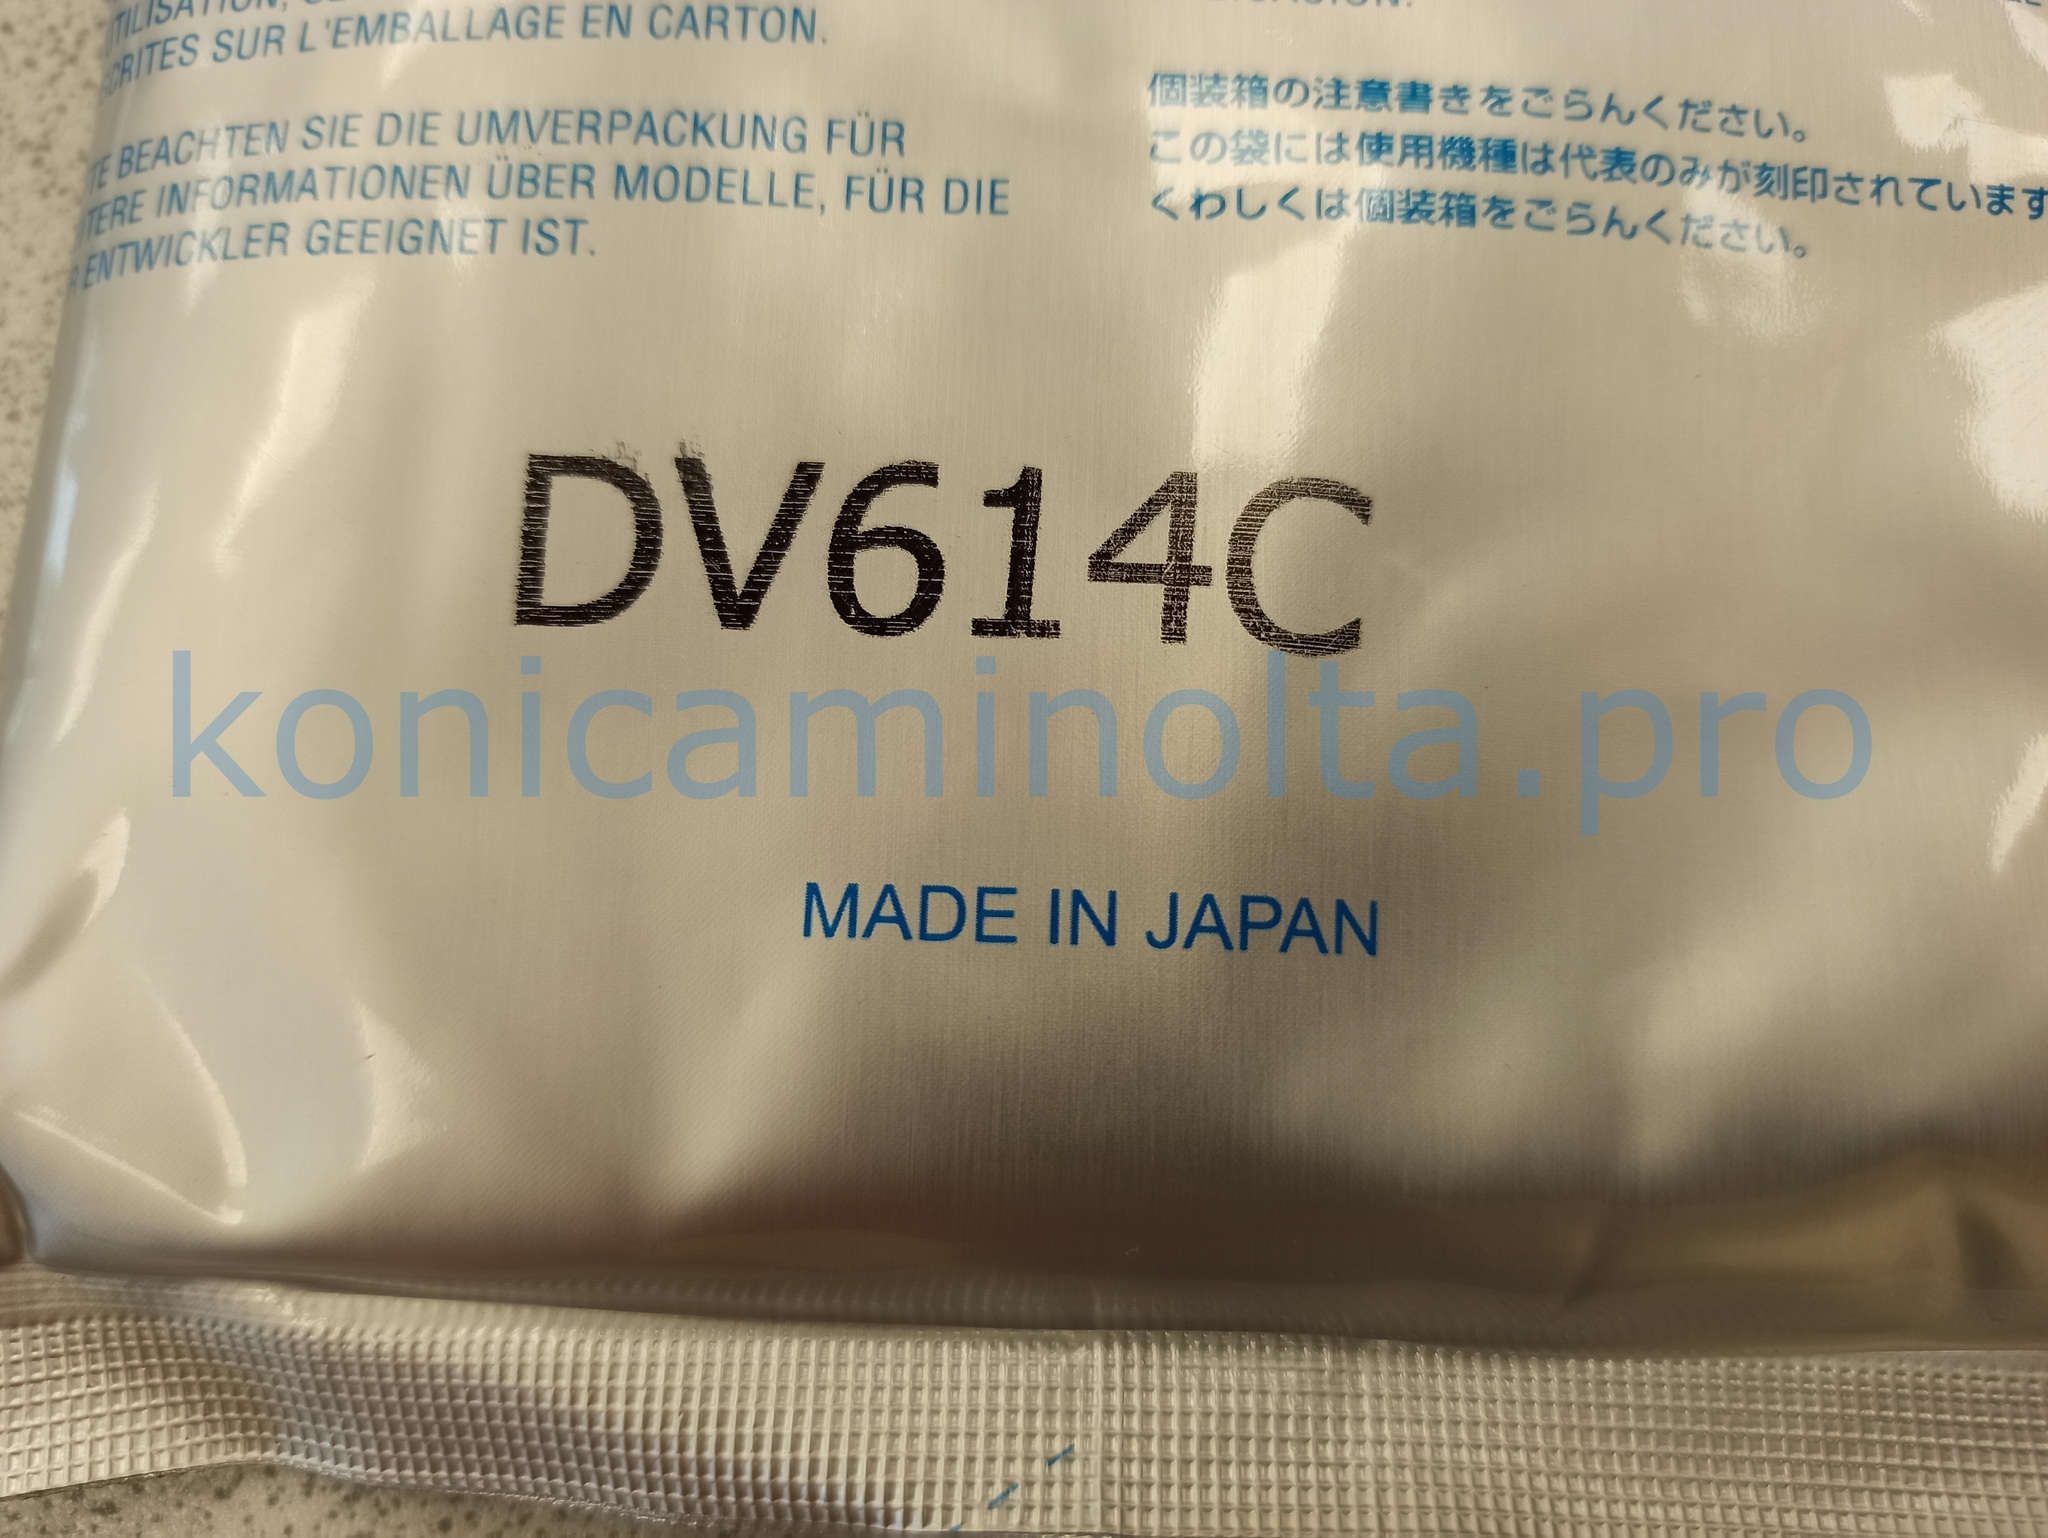 SCRITES SUR L'EMBALLAGE EN CARTON.
BEACHTEN SIE DIE UMVERPACKUNG FÜR
TERE INFORMATIONEN ÜBER MODELLE, FÜR DIE
R ENTWICKLER GEEIGNET IST.
個装箱の注意書きをごらんください。
この袋には使用機種は代表のみが刻印されています
くわしくは個装箱をごらんください。
DV614C
konicaminolta.pro
MADE IN JAPAN